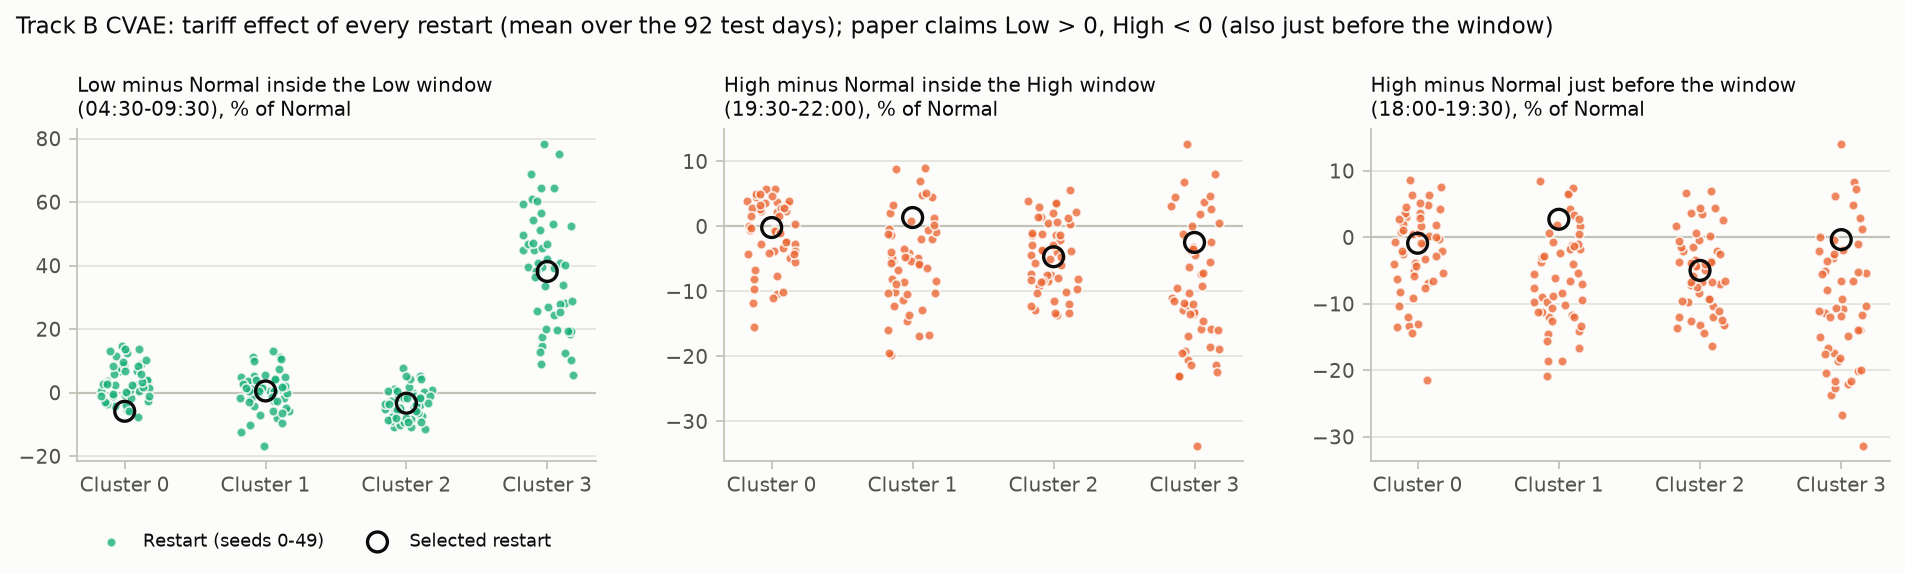 Track B CVAE: tariff effect of every restart (mean over the 92 test days); paper claims Low > 0, High < 0 (also just before the window)
Low minus Normal inside the Low window
(04:30-09:30), % of Normal
80
60
40
20
0
−20
Cluster 0
Cluster 1
Cluster 2
Cluster 3
High minus Normal inside the High window
(19:30-22:00), % of Normal
10
0
−10
−20
−30
Cluster 0
Cluster 1
Cluster 2
Cluster 3
High minus Normal just before the window
(18:00-19:30), % of Normal
10
0
−10
−20
−30
Cluster 0
Cluster 1
Cluster 2
Cluster 3
Restart (seeds 0-49)
Selected restart